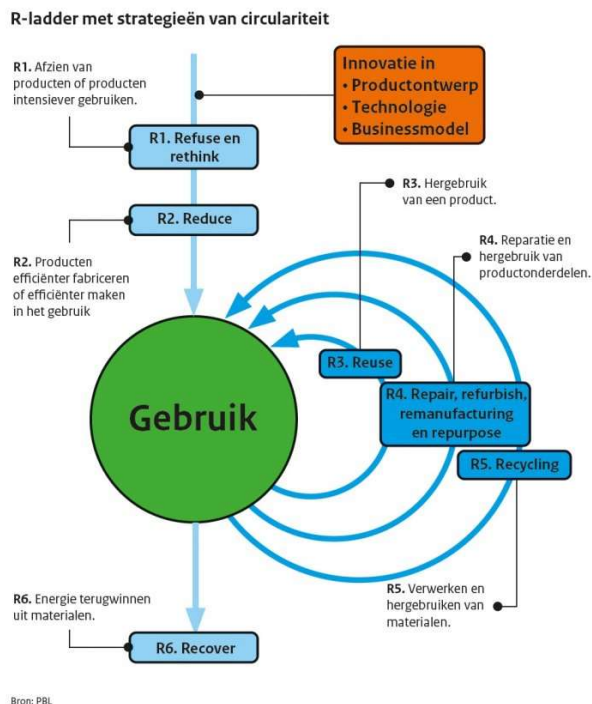 R-ladder met strategieën van circulariteit
R1. Afzien van
producten of producten
intensiever gebruiken.
Innovatie in
• Productontwerp
• Technologie
• Businessmodel
R1. Refuse en
rethink
R2. Reduce
R3. Hergebruik
van een product.
R2. Producten
efficiënter fabriceren
of efficiënter maken
in het gebruik
R4. Reparatie en
hergebruik van
productonderdelen.
R3. Reuse
Gebruik
R4. Repair, refurbish,
remanufacturing
en repurpose
R5. Recycling
R5. Verwerken en
hergebruiken van
materialen.
R6. Energie terugwinnen
uit materialen.
R6. Recover
Bron: PBL